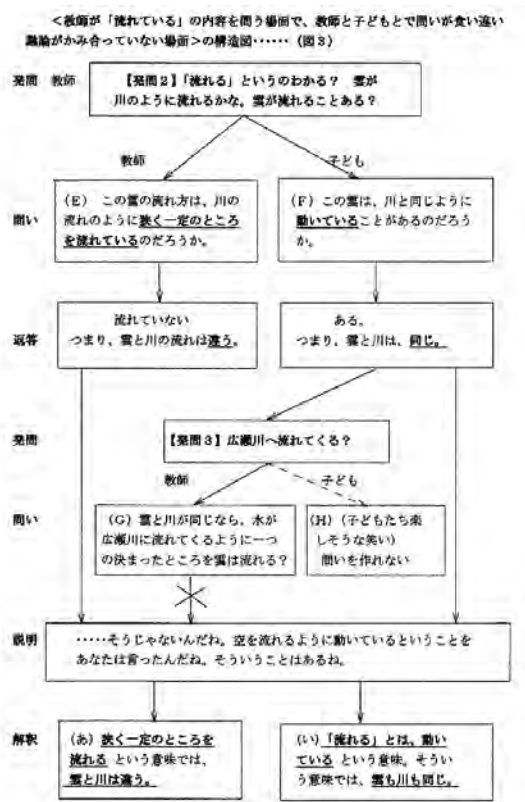 ＜教師が「流れている」の内容を問う場面で、教師と子どもとで問いが食い違い
議論がかみ合っていない場面＞の構造図‥‥‥（図３）
発問　教師
【発問２】「流れる」というのわかる？　雲が
川のように流れるかな。雲が流れることある？
教師
子ども
問い
（Ｅ）　この雲の流れ方は、川の
流れのように狭く一定のところ
を流れているのだろうか。
（Ｆ）この雲は、川と同じように
動いていることがあるのだろう
か。
返答
流れていない
つまり、雲と川の流れは違う。
ある。
つまり、雲と川は、同じ。
発問
【発問３】広瀬川へ流れてくる？
教師
子ども
問い
（Ｇ）雲と川が同じなら、水が
広瀬川に流れてくるように一つ
の決まったところを雲は流れる？
（Ｈ）（子どもたち楽
しそうな笑い）
問いを作れない
説明
‥‥‥そうじゃないんだね。空を流れるように動いているということを
あなたは言ったんだね。そういうことはあるね。
解釈
（あ）狭く一定のところを
流れる という意味では、
雲と川は違う。
（い）「流れる」とは、動い
ている という意味。そうい
う意味では、雲も川も同じ。